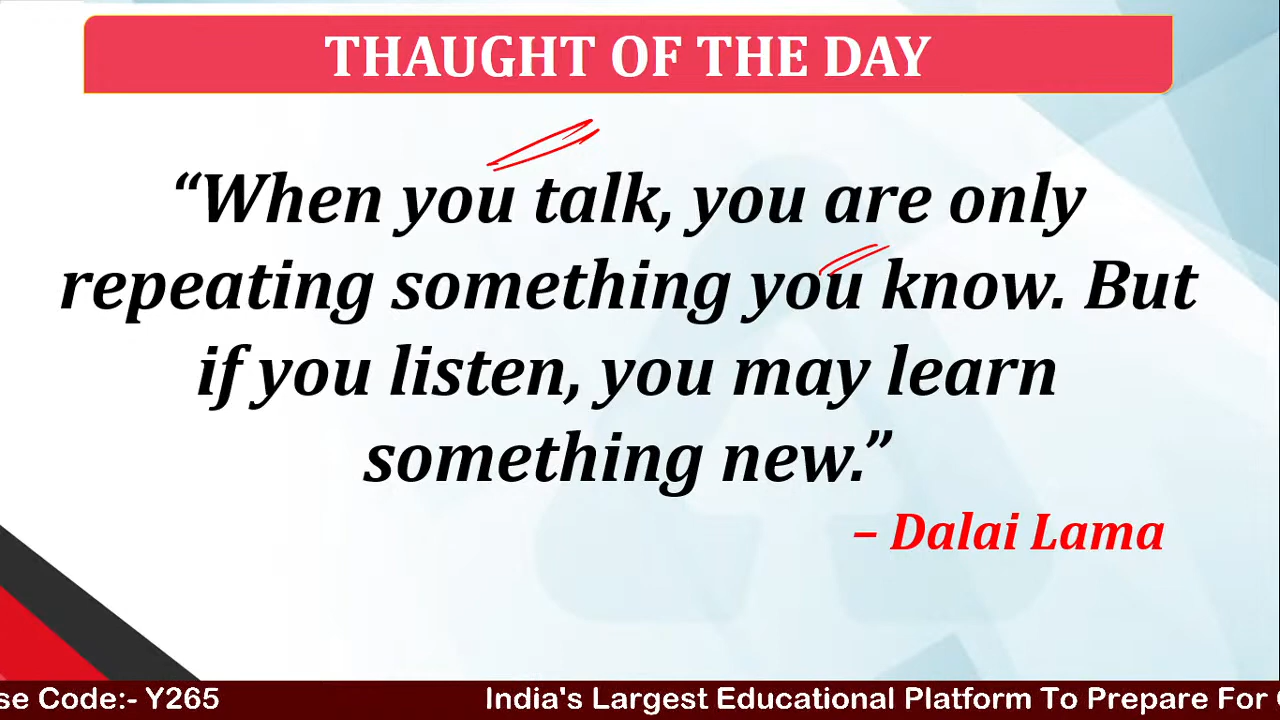 THAUGHT OF THE DAY
“When you talk, you are only
repeating something you know. But
if you listen, you may learn
something new.”
– Dalai Lama
se Code:- Y265 India's Largest Educational Platform To Prepare For